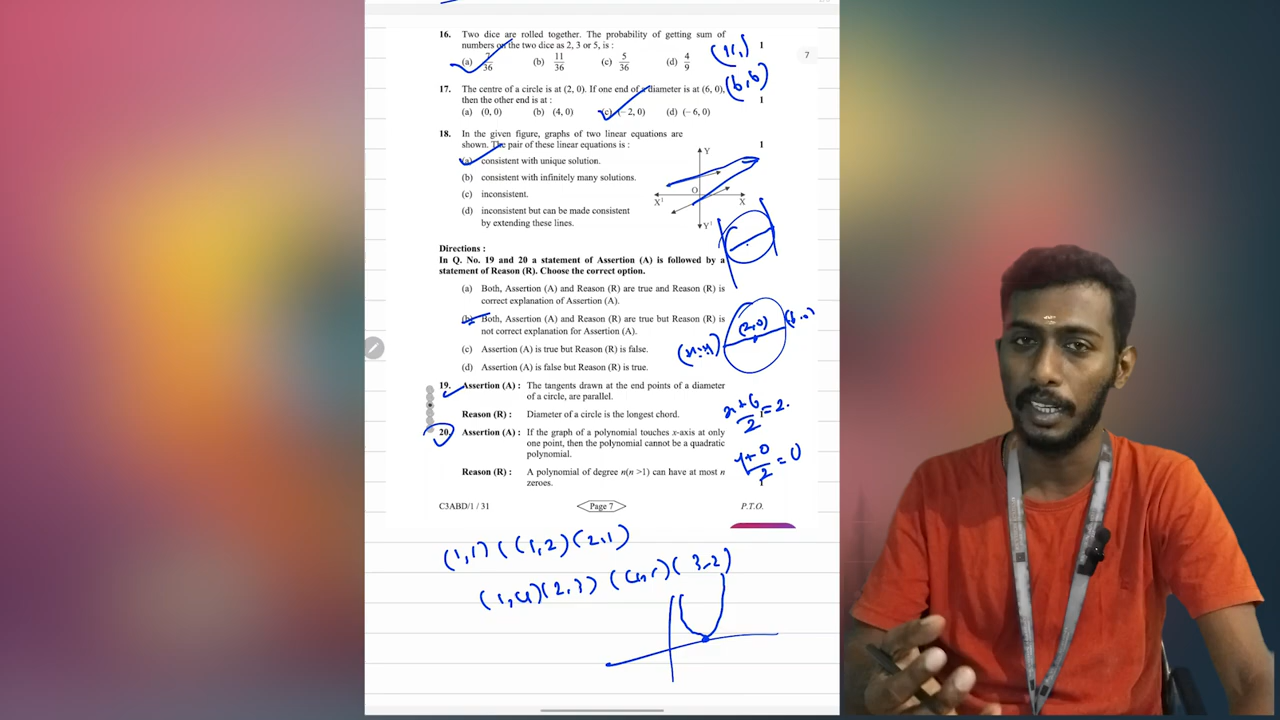 16. Two dice are rolled together. The probability of getting sum of
numbers on the two dice as 2, 3 or 5, is : 1
(a) 7/36 (b) 11/36 (c) 5/36 (d) 4/9
7
17. The centre of a circle is at (2, 0). If one end of a diameter is at (6, 0),
then the other end is at : 1
(a) (0, 0) (b) (4, 0) (c) (– 2, 0) (d) (– 6, 0)
(6,6)
18. In the given figure, graphs of two linear equations are
shown. The pair of these linear equations is : 1
(a) consistent with unique solution.
(b) consistent with infinitely many solutions.
(c) inconsistent.
(d) inconsistent but can be made consistent
by extending these lines.
Y
O
X¹ X
Y¹
Directions :
In Q. No. 19 and 20 a statement of Assertion (A) is followed by a
statement of Reason (R). Choose the correct option.
(a) Both, Assertion (A) and Reason (R) are true and Reason (R) is
correct explanation of Assertion (A).
(b) Both, Assertion (A) and Reason (R) are true but Reason (R) is
not correct explanation for Assertion (A).
(c) Assertion (A) is true but Reason (R) is false.
(d) Assertion (A) is false but Reason (R) is true.
(2,0)
19. Assertion (A) : The tangents drawn at the end points of a diameter
of a circle, are parallel.
Reason (R) : Diameter of a circle is the longest chord.
x+6/2 = 2
20. Assertion (A) : If the graph of a polynomial touches x-axis at only
one point, then the polynomial cannot be a quadratic
polynomial.
Reason (R) : A polynomial of degree n(n >1) can have at most n
zeroes. 1
y+0/2 = 0
C3ABD/1 / 31 Page 7 P.T.O.
(1,1) ((1,2) (2,1)
(1,4) (2,3) (3,2)